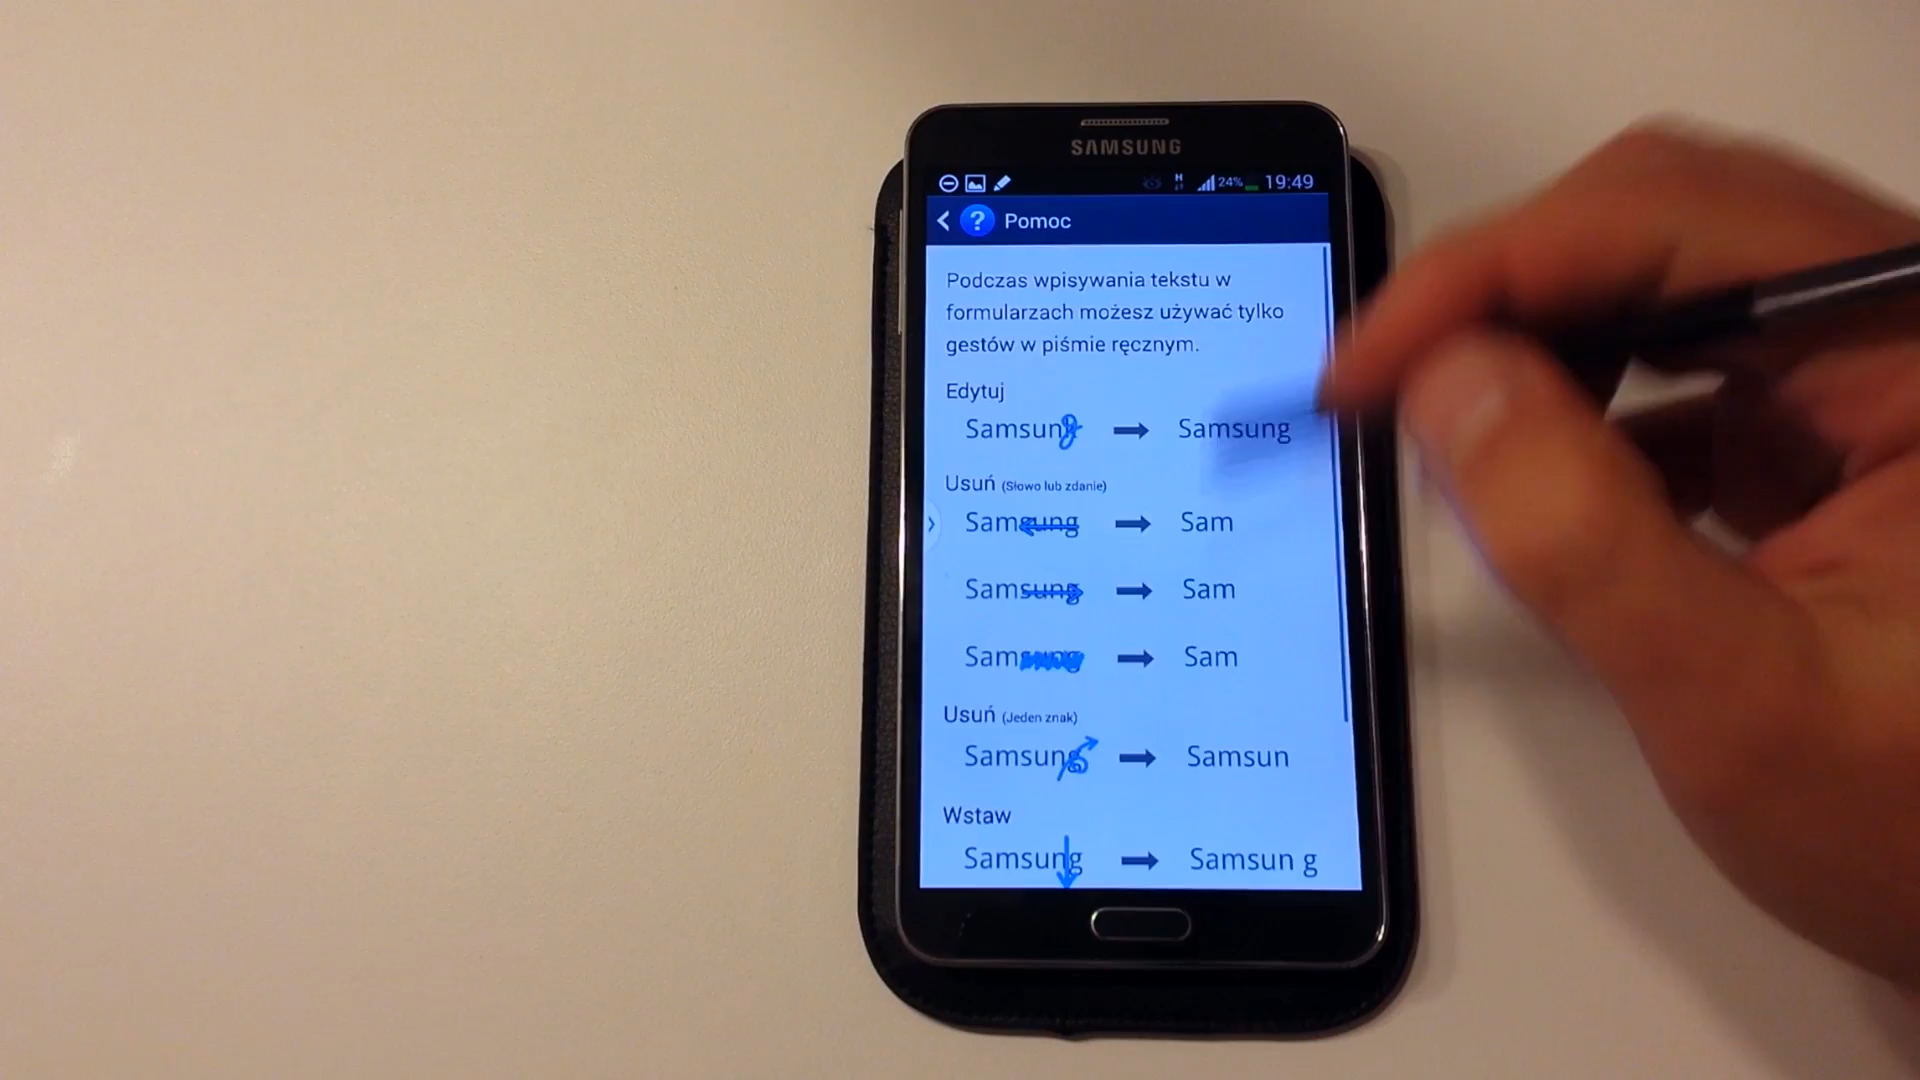 SAMSUNG
H 24% 19:49
? Pomoc
Podczas wpisywania tekstu w
formularzach możesz używać tylko
gestów w piśmie ręcznym.
Edytuj
Samsung Samsung
Usuń (Słowo lub zdanie)
Samsung Sam
Samsung Sam
Samsung Sam
Usuń (Jeden znak)
Samsung Samsun
Wstaw
Samsung Samsun g